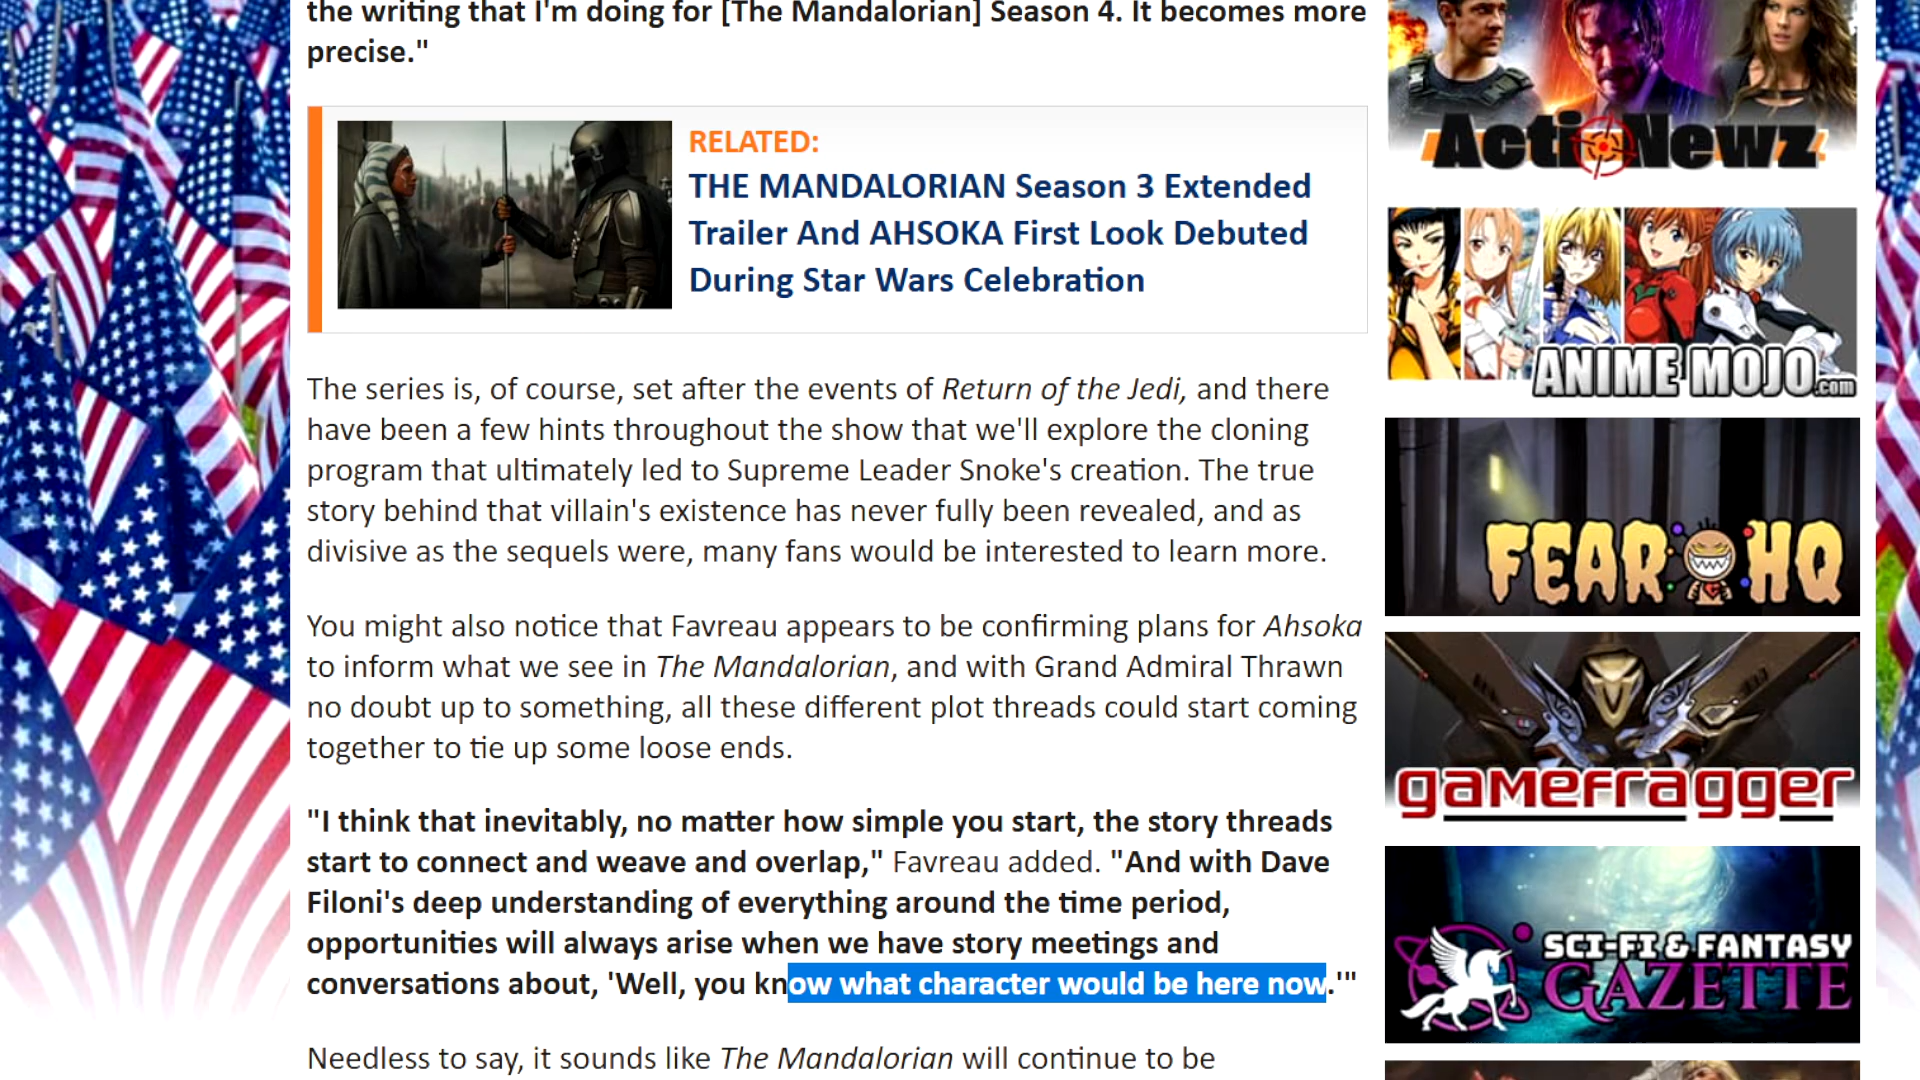 the writing that I'm doing for [The Mandalorian] Season 4. It becomes more
precise."
RELATED:
THE MANDALORIAN Season 3 Extended
Trailer And AHSOKA First Look Debuted
During Star Wars Celebration
The series is, of course, set after the events of Return of the Jedi, and there
have been a few hints throughout the show that we'll explore the cloning
program that ultimately led to Supreme Leader Snoke's creation. The true
story behind that villain's existence has never fully been revealed, and as
divisive as the sequels were, many fans would be interested to learn more.
You might also notice that Favreau appears to be confirming plans for Ahsoka
to inform what we see in The Mandalorian, and with Grand Admiral Thrawn
no doubt up to something, all these different plot threads could start coming
together to tie up some loose ends.
"I think that inevitably, no matter how simple you start, the story threads
start to connect and weave and overlap," Favreau added. "And with Dave
Filoni's deep understanding of everything around the time period,
opportunities will always arise when we have story meetings and
conversations about, 'Well, you know what character would be here now.'"
Needless to say, it sounds like The Mandalorian will continue to be
ActioNewz
ANIME MOJO.com
FEAR HQ
gamefragger
SCI-FI & FANTASY
GAZETTE